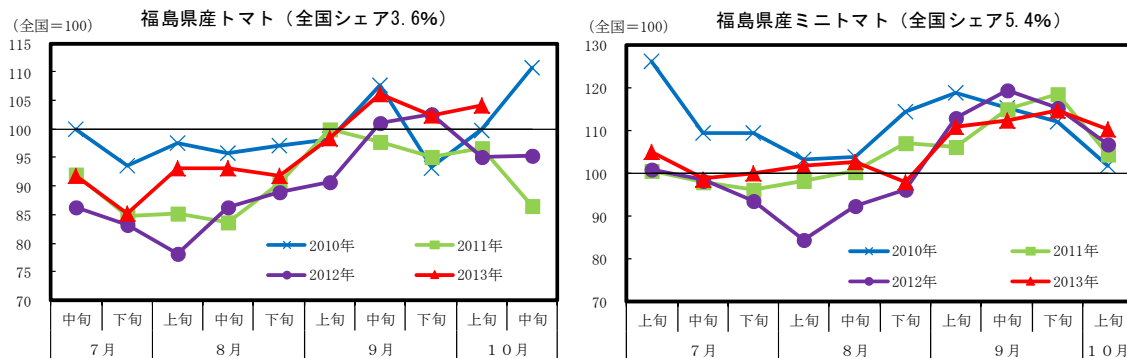 福島県産トマト（全国シェア3.6%）
（全国＝100）
115
110
105
100
95
90
85
80
75
70
2010年
2011年
2012年
2013年
中旬 下旬 上旬 中旬 下旬 上旬 中旬 下旬 上旬 中旬
７月 ８月 ９月 １０月
福島県産ミニトマト（全国シェア5.4%）
（全国＝100）
130
120
110
100
90
80
70
2010年
2011年
2012年
2013年
上旬 中旬 下旬 上旬 中旬 下旬 上旬 中旬 下旬 上旬
７月 ８月 ９月 １０月